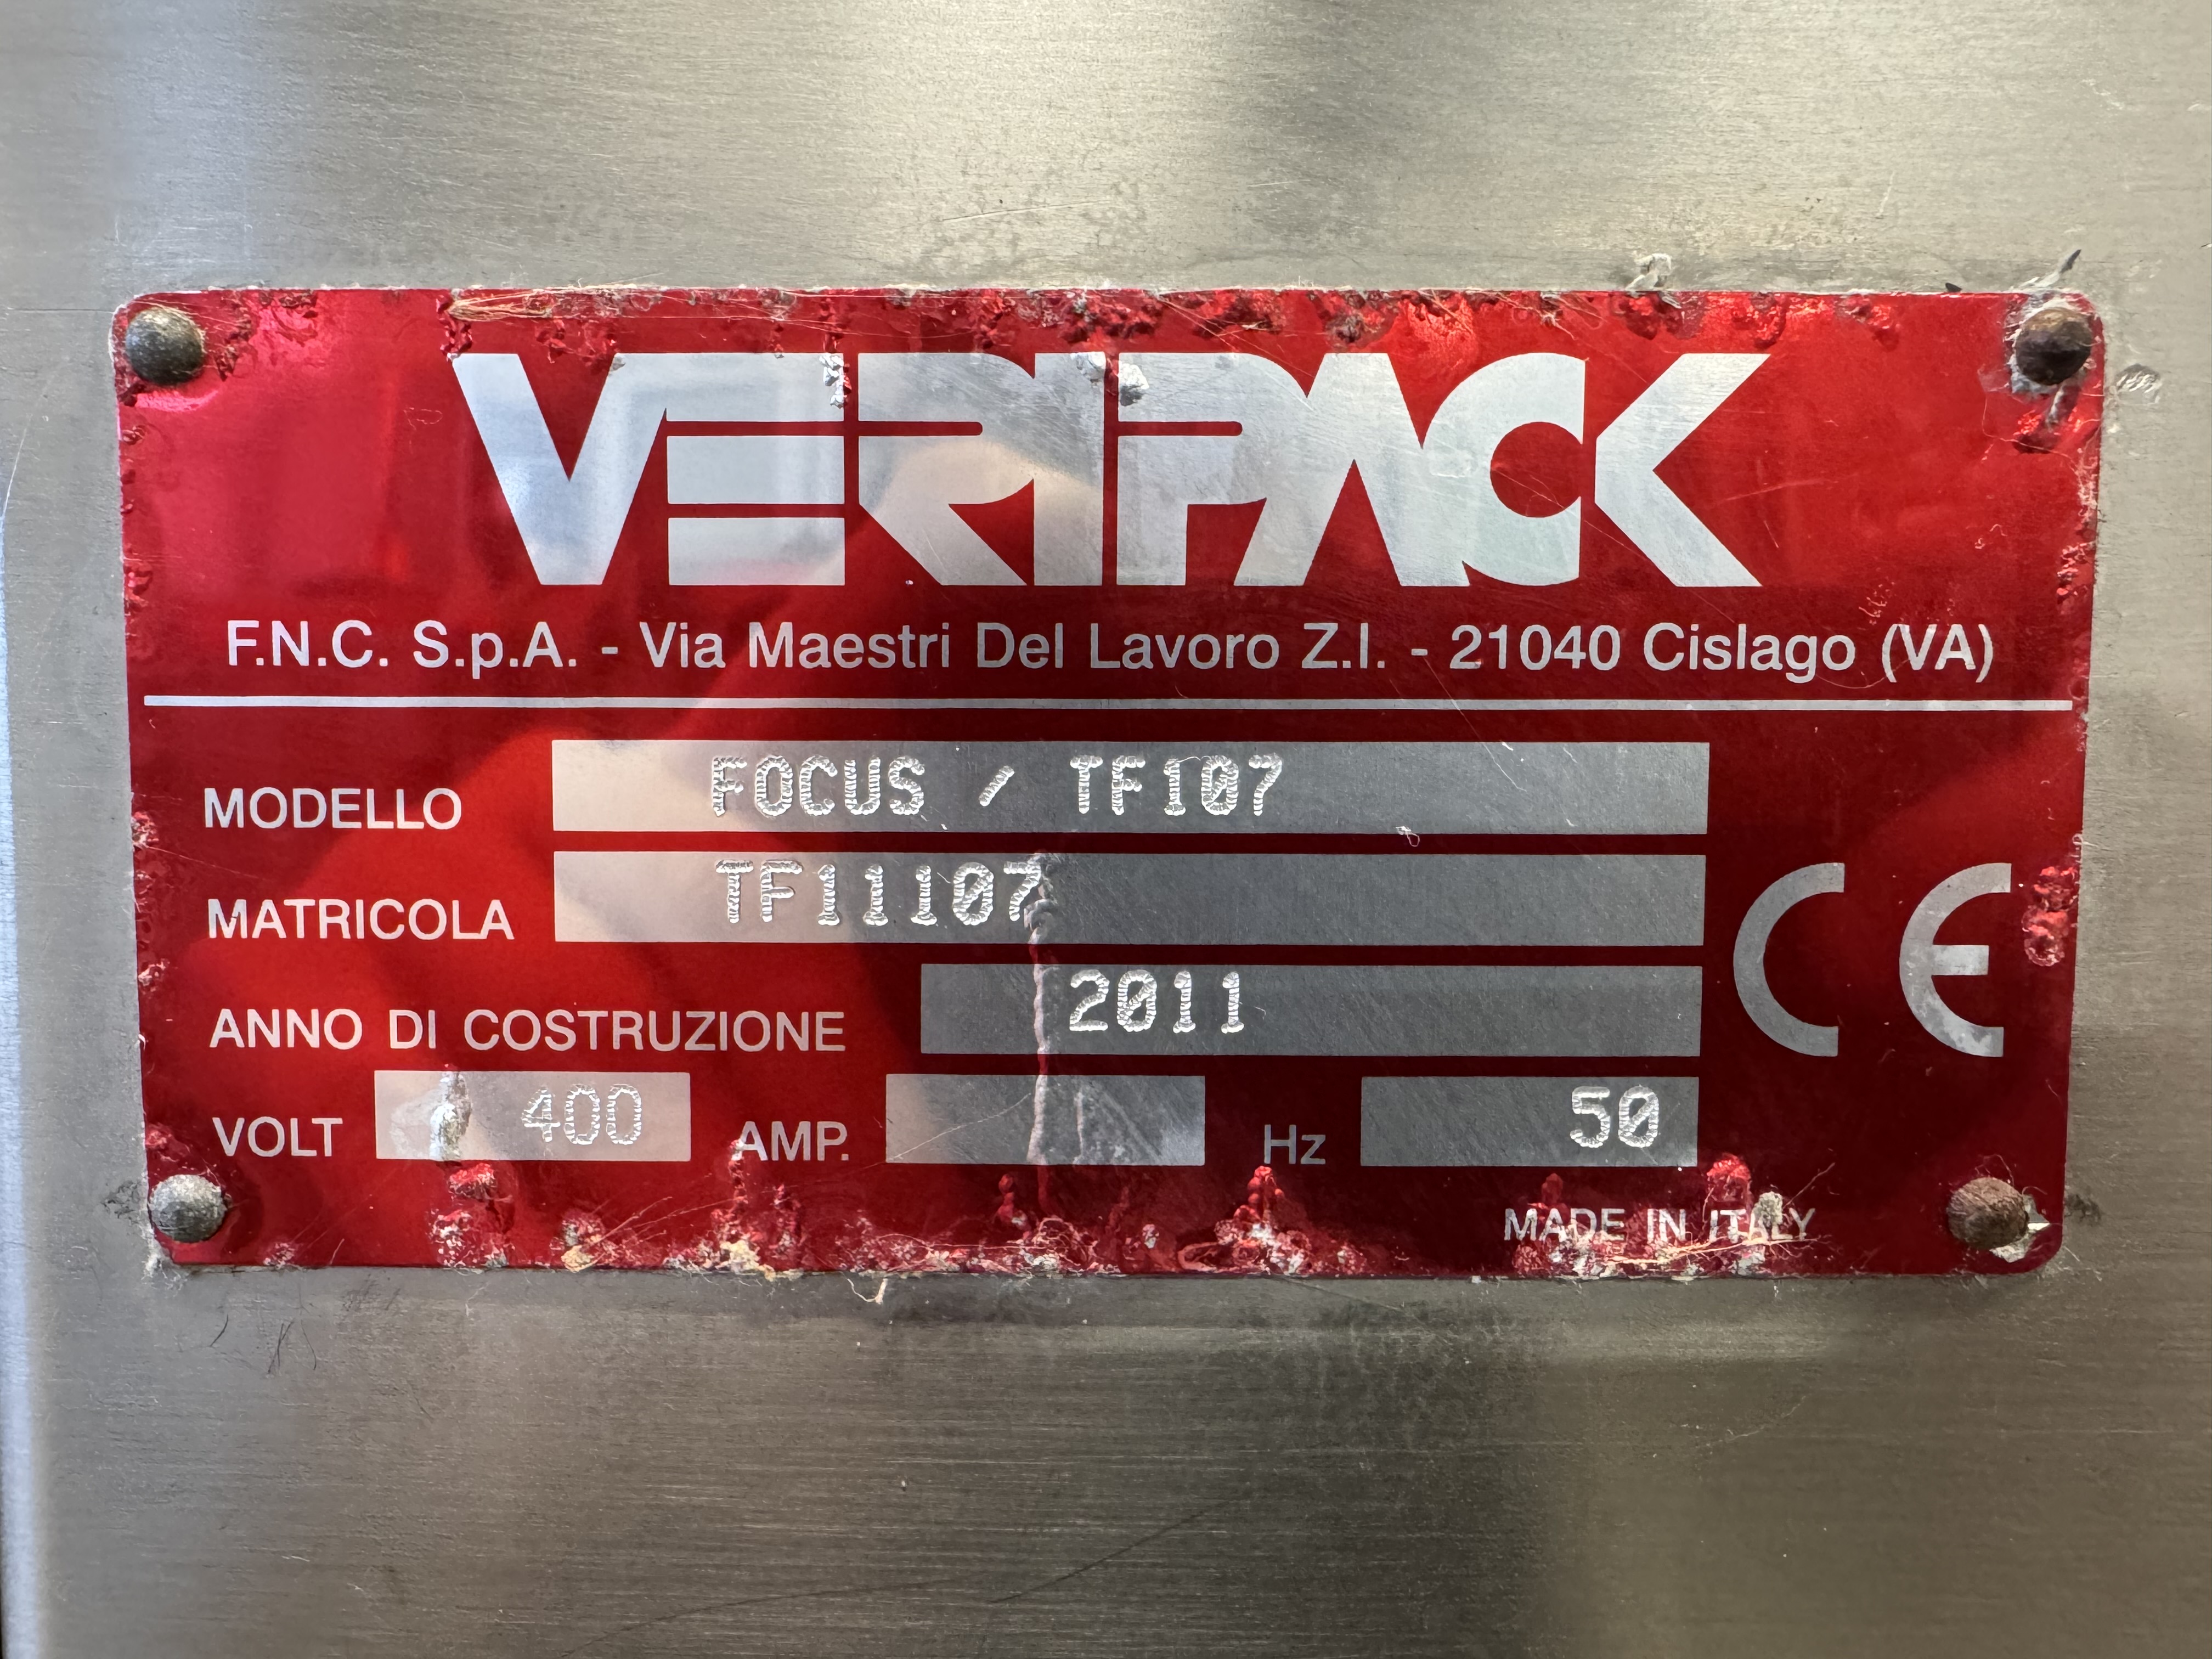 VERIPACK
F.N.C. S.p.A. - Via Maestri Del Lavoro Z.I. - 21040 Cislago (VA)
MODELLO FOCUS / TF107
MATRICOLA TF11107
ANNO DI COSTRUZIONE 2011
CE
VOLT 400 AMP. Hz 50
MADE IN ITALY